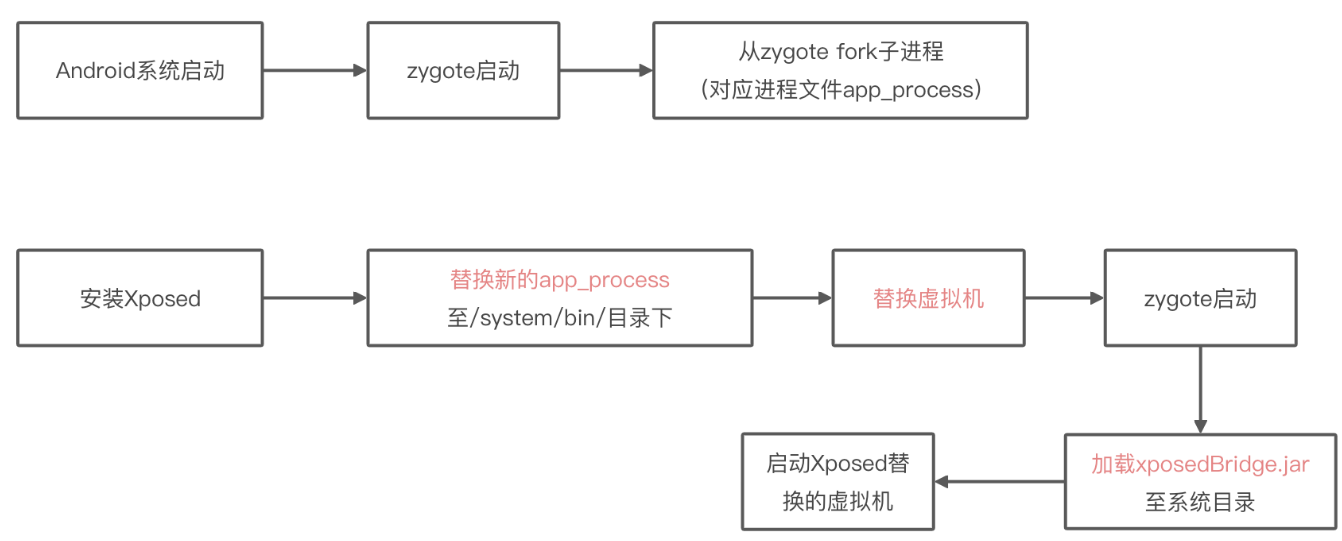 Android系统启动
zygote启动
从zygote fork子进程
（对应进程文件app_process）
安装Xposed
替换新的app_process
至/system/bin/目录下
替换虚拟机
zygote启动
加载xposedBridge.jar
至系统目录
启动Xposed替
换的虚拟机